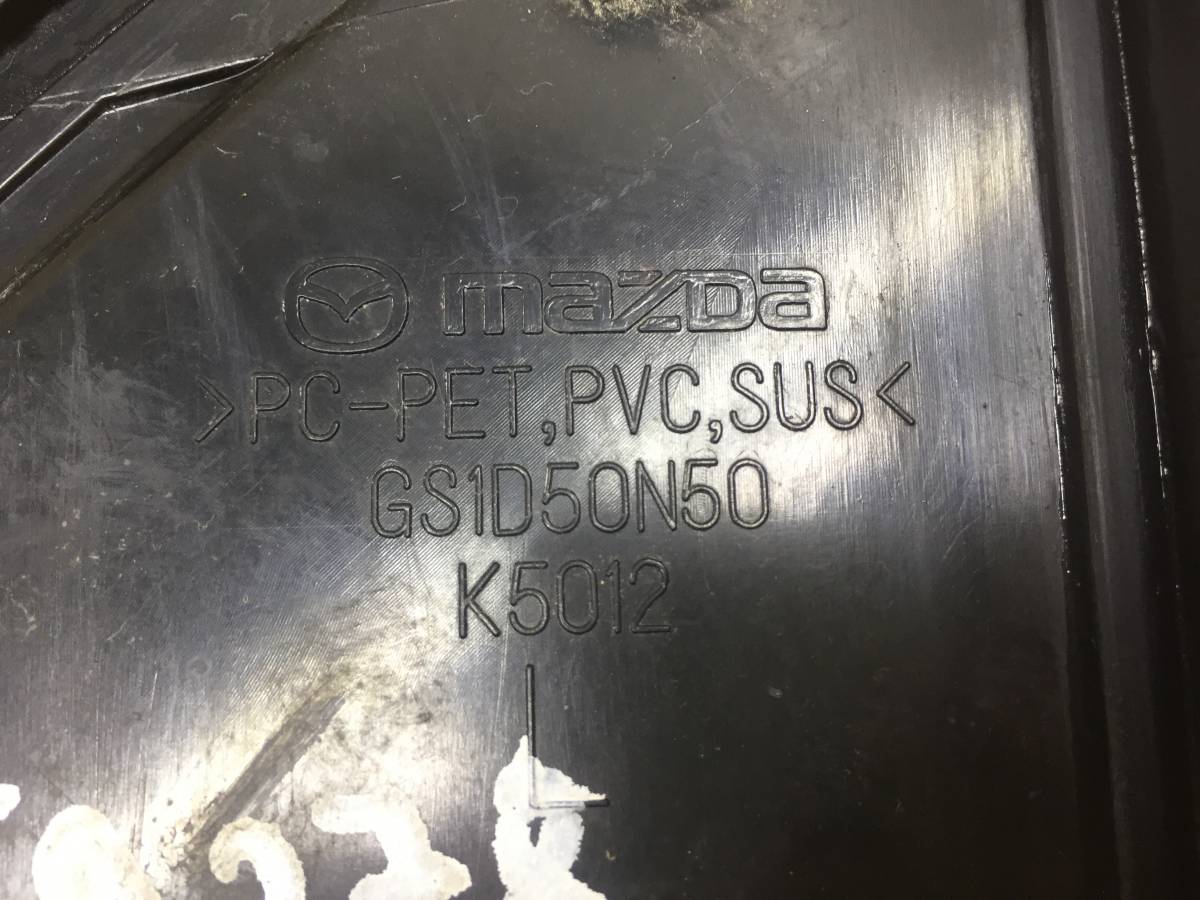 mazda
>PC-PET,PVC,SUS<
GS1D50N50
K5012
L